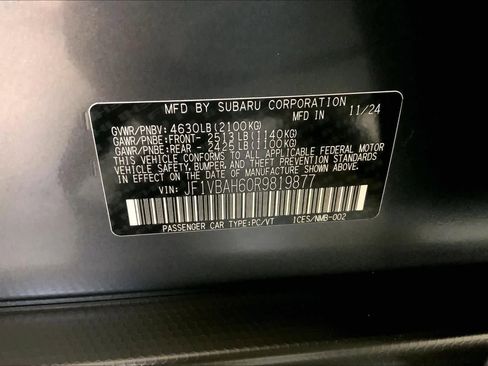 MFD BY SUBARU CORPORATION
MFD IN 11/24
GVWR/PNBV: 4630LB(2100KG)
GAWR/PNBE:FRONT- 2513LB(1140KG)
GAWR/PNBE:REAR - 2425LB(1100KG)
THIS VEHICLE CONFORMS TO ALL APPLICABLE FEDERAL MOTOR
VEHICLE SAFETY, BUMPER, AND THEFT PREVENTION STANDARDS
IN EFFECT ON THE DATE OF MANUFACTURE SHOWN ABOVE.
VIN: JF1VBAH60R9819877
PASSENGER CAR TYPE:PC/VT 1CES/NMB-002